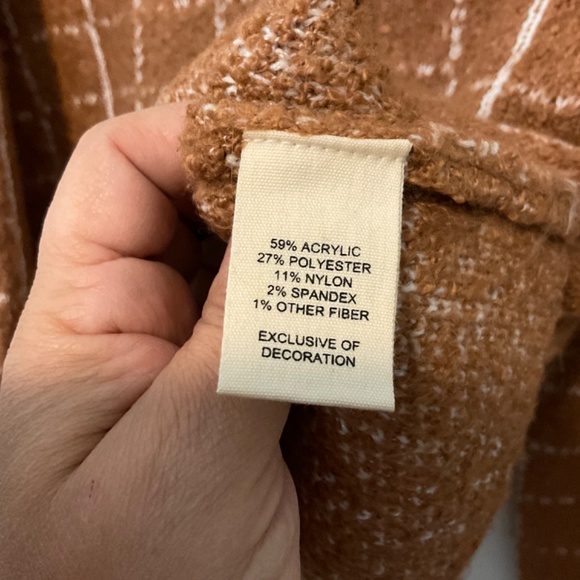 59% ACRYLIC
27% POLYESTER
11% NYLON
2% SPANDEX
1% OTHER FIBER
EXCLUSIVE OF
DECORATION